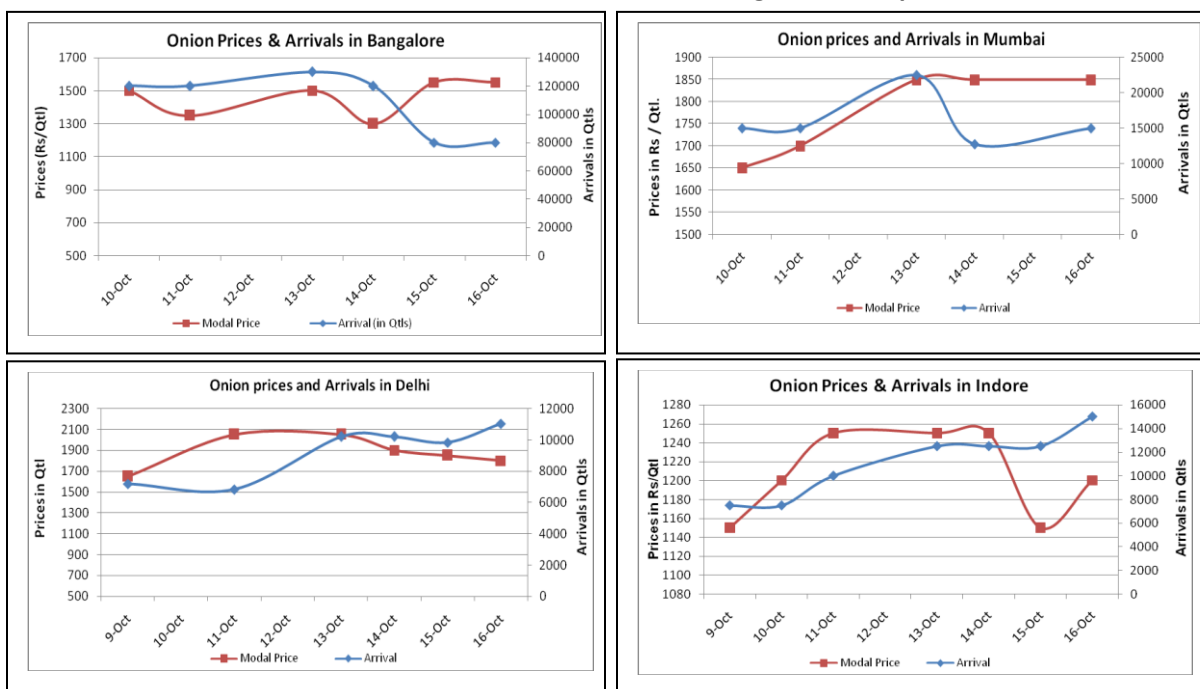 Onion Prices & Arrivals in Bangalore
Prices (Rs/Qtl)
1700
1500
1300
1100
900
700
500
140000
120000
100000
80000
60000
40000
20000
0
Arrivals in Qtls
10-Oct
11-Oct
12-Oct
13-Oct
14-Oct
15-Oct
16-Oct
Modal Price
Arrival (in Qtls)
Onion prices and Arrivals in Mumbai
Prices in Rs / Qtl.
1900
1850
1800
1750
1700
1650
1600
1550
1500
25000
20000
15000
10000
5000
0
Arrivals in Qtls
10-Oct
11-Oct
12-Oct
13-Oct
14-Oct
15-Oct
16-Oct
Modal Price
Arrival
Onion prices and Arrivals in Delhi
Prices in Qtl
2300
2100
1900
1700
1500
1300
1100
900
700
500
12000
10000
8000
6000
4000
2000
0
Arrivals in Qtls
9-Oct
10-Oct
11-Oct
12-Oct
13-Oct
14-Oct
15-Oct
16-Oct
Modal Price
Arrival
Onion Prices & Arrivals in Indore
Prices in Rs/Qtl
1280
1260
1240
1220
1200
1180
1160
1140
1120
1100
1080
16000
14000
12000
10000
8000
6000
4000
2000
0
Arrivals in Qtls
9-Oct
10-Oct
11-Oct
12-Oct
13-Oct
14-Oct
15-Oct
16-Oct
Modal Price
Arrival